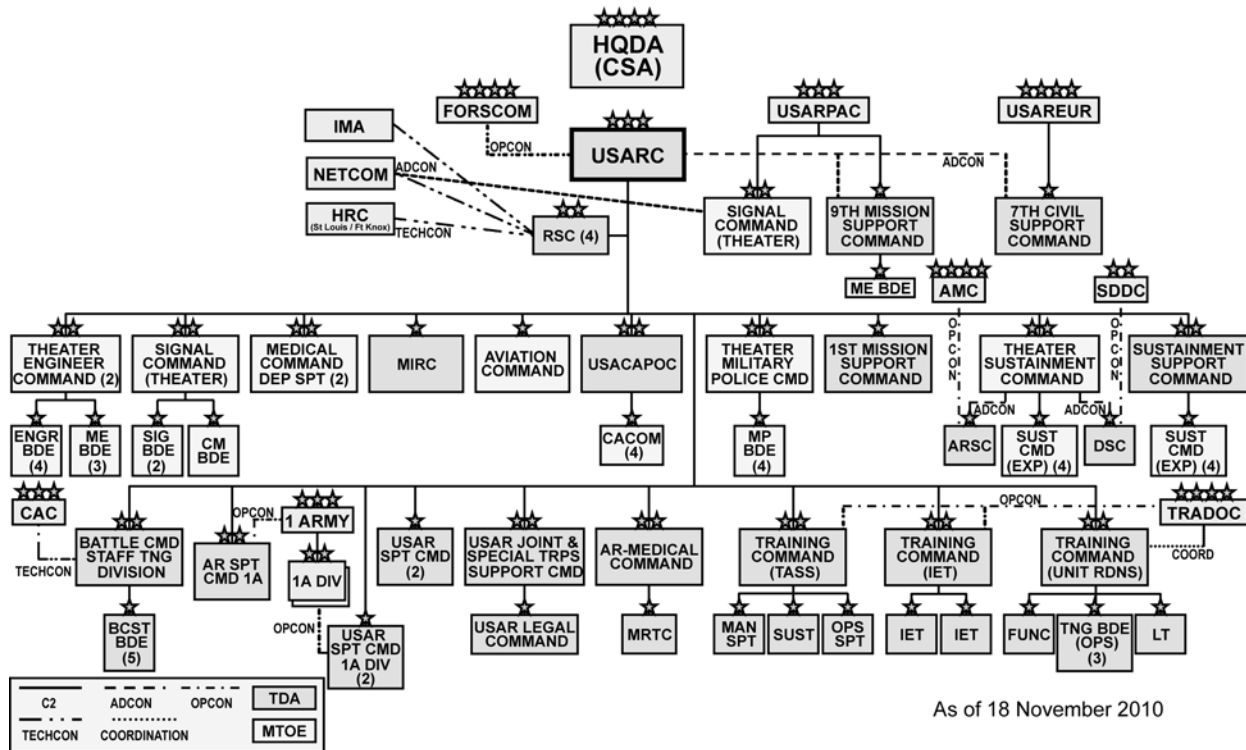 HQDA
(CSA)
FORSCOM
USARPAC
USAREUR
IMA
OPCON
USARC
NETCOM
ADCON
ADCON
HRC
(St Louis / Ft Knox)
TECHCON
RSC (4)
SIGNAL
COMMAND
(THEATER)
9TH MISSION
SUPPORT
COMMAND
7TH CIVIL
SUPPORT
COMMAND
ME BDE
AMC
SDDC
OPCON
OPCON
THEATER
ENGINEER
COMMAND (2)
SIGNAL
COMMAND
(THEATER)
MEDICAL
COMMAND
DEP SPT (2)
MIRC
AVIATION
COMMAND
USACAPOC
THEATER
MILITARY
POLICE CMD
1ST MISSION
SUPPORT
COMMAND
THEATER
SUSTAINMENT
COMMAND
SUSTAINMENT
SUPPORT
COMMAND
ADCON
ADCON
ENGR
BDE
(4)
ME
BDE
(3)
SIG
BDE
(2)
CM
BDE
CACOM
(4)
MP
BDE
(4)
ARSC
SUST
CMD
(EXP) (4)
DSC
SUST
CMD
(EXP) (4)
CAC
OPCON
1 ARMY
OPCON
TRADOC
TECHCON
BATTLE CMD
STAFF TNG
DIVISION
AR SPT
CMD 1A
1A DIV
USAR
SPT CMD
(2)
USAR JOINT &
SPECIAL TRPS
SUPPORT CMD
AR-MEDICAL
COMMAND
TRAINING
COMMAND
(TASS)
TRAINING
COMMAND
(IET)
TRAINING
COMMAND
(UNIT RDNS)
COORD
BCST
BDE
(5)
OPCON
USAR
SPT CMD
1A DIV
(2)
USAR LEGAL
COMMAND
MRTC
MAN
SPT
SUST
OPS
SPT
IET
IET
FUNC
TNG BDE
(OPS)
(3)
LT
C2
ADCON
OPCON
TDA
TECHCON
COORDINATION
MTOE
As of 18 November 2010